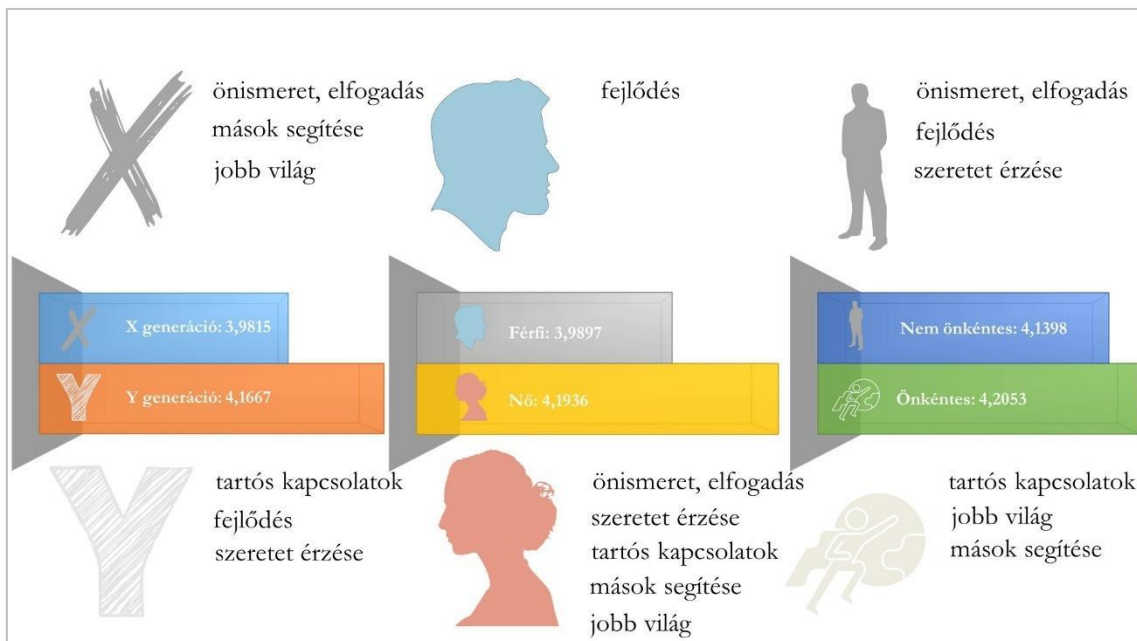 önismeret, elfogadás
mások segítése
jobb világ
fejlődés
önismeret, elfogadás
fejlődés
szeretet érzése
X generáció: 3,9815
Y generáció: 4,1667
Férfi: 3,9897
Nő: 4,1936
Nem önkéntes: 4,1398
Önkéntes: 4,2053
tartós kapcsolatok
fejlődés
szeretet érzése
önismeret, elfogadás
szeretet érzése
tartós kapcsolatok
mások segítése
jobb világ
tartós kapcsolatok
jobb világ
mások segítése